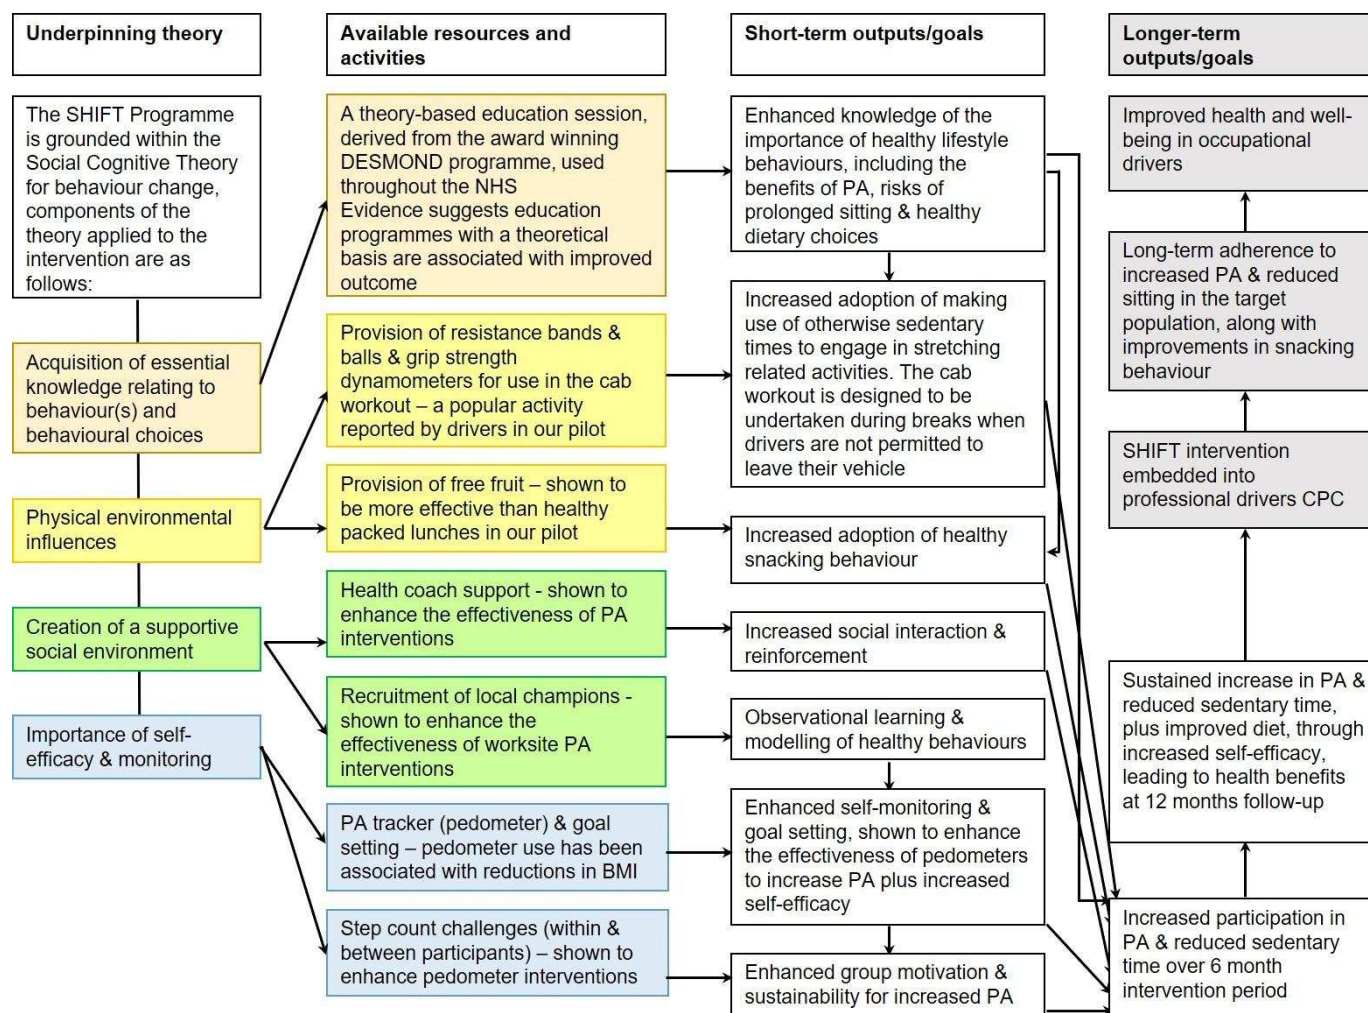 Underpinning theory
The SHIFT Programme
is grounded within the
Social Cognitive Theory
for behaviour change,
components of the
theory applied to the
intervention are as
follows:
Acquisition of essential
knowledge relating to
behaviour(s) and
behavioural choices
Physical environmental
influences
Creation of a supportive
social environment
Importance of self-
efficacy & monitoring
Available resources and
activities
A theory-based education session,
derived from the award winning
DESMOND programme, used
throughout the NHS
Evidence suggests education
programmes with a theoretical
basis are associated with improved
outcome
Provision of resistance bands &
balls & grip strength
dynamometers for use in the cab
workout – a popular activity
reported by drivers in our pilot
Provision of free fruit – shown to
be more effective than healthy
packed lunches in our pilot
Health coach support - shown to
enhance the effectiveness of PA
interventions
Recruitment of local champions -
shown to enhance the
effectiveness of worksite PA
interventions
PA tracker (pedometer) & goal
setting – pedometer use has been
associated with reductions in BMI
Step count challenges (within &
between participants) – shown to
enhance pedometer interventions
Short-term outputs/goals
Enhanced knowledge of the
importance of healthy lifestyle
behaviours, including the
benefits of PA, risks of
prolonged sitting & healthy
dietary choices
Increased adoption of making
use of otherwise sedentary
times to engage in stretching
related activities. The cab
workout is designed to be
undertaken during breaks when
drivers are not permitted to
leave their vehicle
Increased adoption of healthy
snacking behaviour
Increased social interaction &
reinforcement
Observational learning &
modelling of healthy behaviours
Enhanced self-monitoring &
goal setting, shown to enhance
the effectiveness of pedometers
to increase PA plus increased
self-efficacy
Enhanced group motivation &
sustainability for increased PA
Longer-term
outputs/goals
Improved health and well-
being in occupational
drivers
Long-term adherence to
increased PA & reduced
sitting in the target
population, along with
improvements in snacking
behaviour
SHIFT intervention
embedded into
professional drivers CPC
Sustained increase in PA &
reduced sedentary time,
plus improved diet, through
increased self-efficacy,
leading to health benefits
at 12 months follow-up
Increased participation in
PA & reduced sedentary
time over 6 month
intervention period